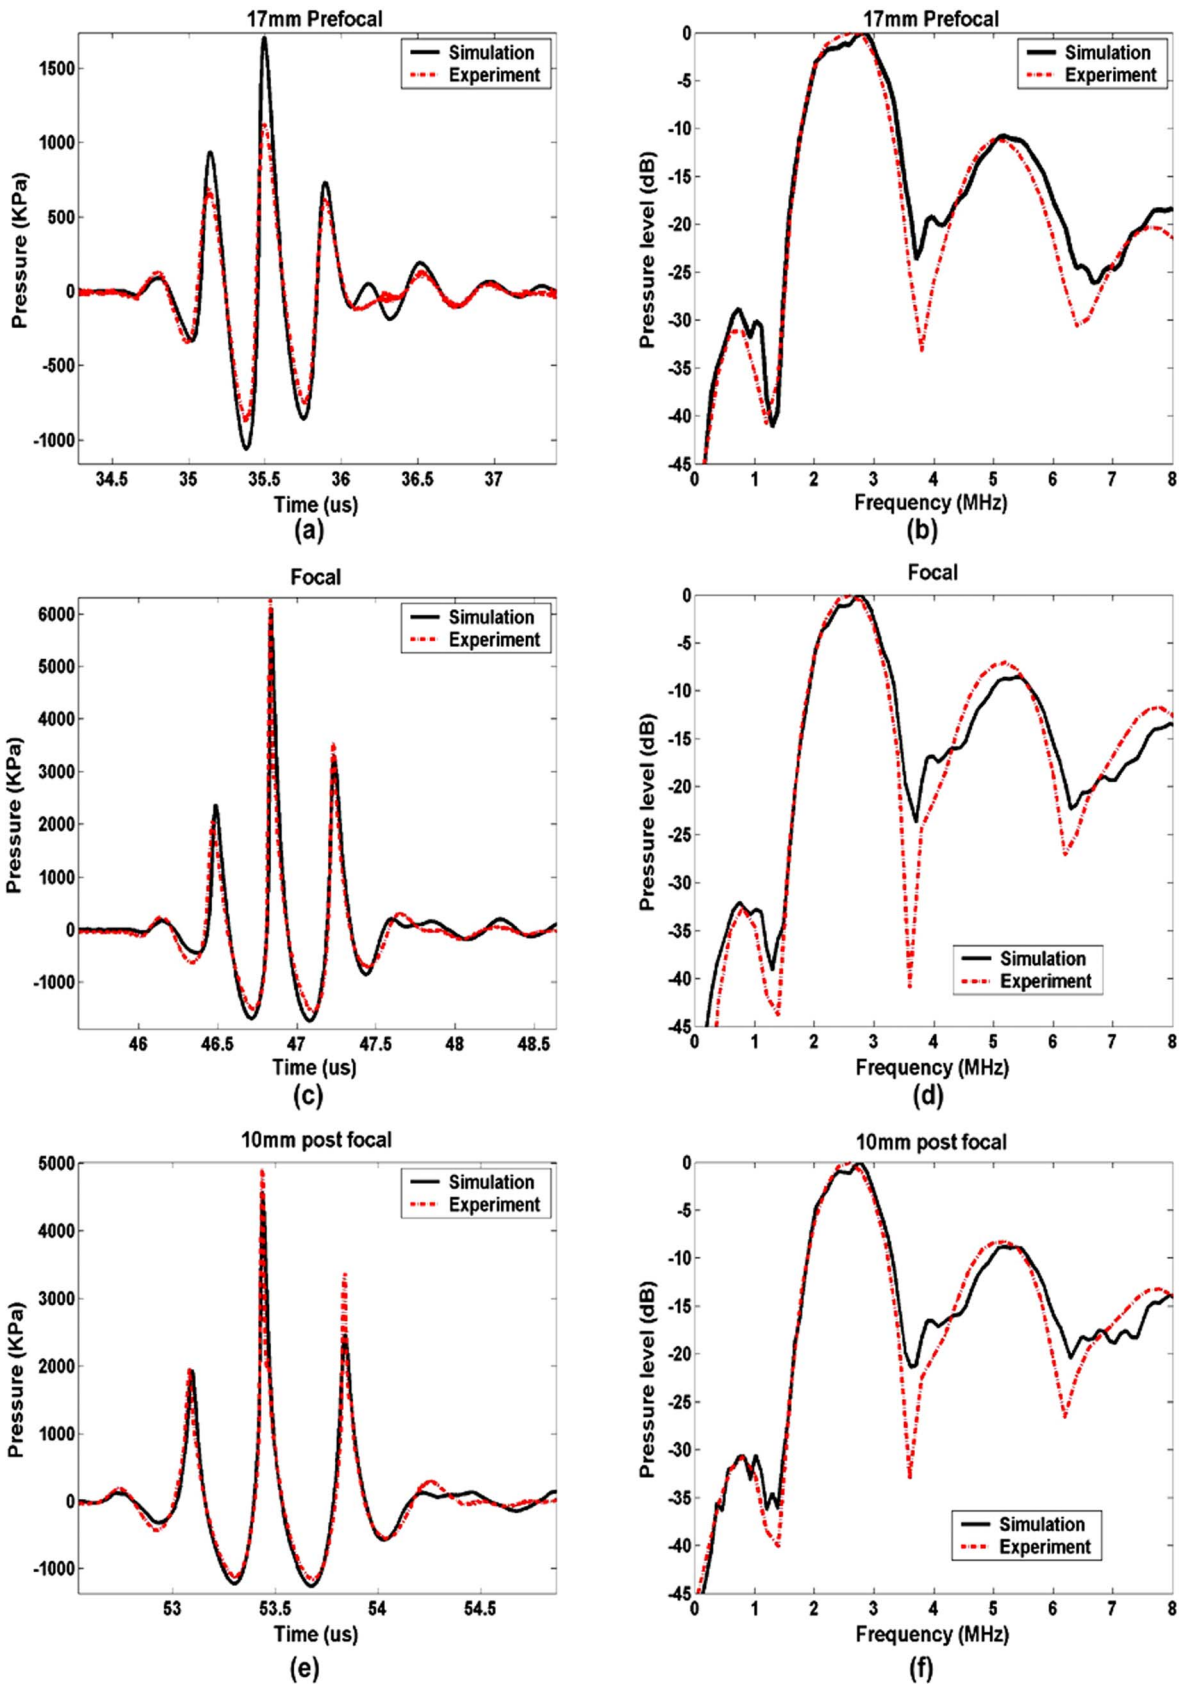 17mm Prefocal
Simulation
Experiment
1500
1000
500
0
-500
-1000
Pressure (KPa)
34.5 35 35.5 36 36.5 37
Time (us)
(a)
17mm Prefocal
Simulation
Experiment
0
-5
-10
-15
-20
-25
-30
-35
-40
-45
Pressure level (dB)
0 1 2 3 4 5 6 7 8
Frequency (MHz)
(b)
Focal
Simulation
Experiment
6000
5000
4000
3000
2000
1000
0
-1000
Pressure (KPa)
46 46.5 47 47.5 48 48.5
Time (us)
(c)
Focal
0
-5
-10
-15
-20
-25
-30
-35
-40
-45
Pressure level (dB)
Simulation
Experiment
0 1 2 3 4 5 6 7 8
Frequency (MHz)
(d)
10mm post focal
Simulation
Experiment
5000
4000
3000
2000
1000
0
-1000
Pressure (KPa)
53 53.5 54 54.5
Time (us)
(e)
10mm post focal
0
-5
-10
-15
-20
-25
-30
-35
-40
-45
Pressure level (dB)
Simulation
Experiment
0 1 2 3 4 5 6 7 8
Frequency (MHz)
(f)